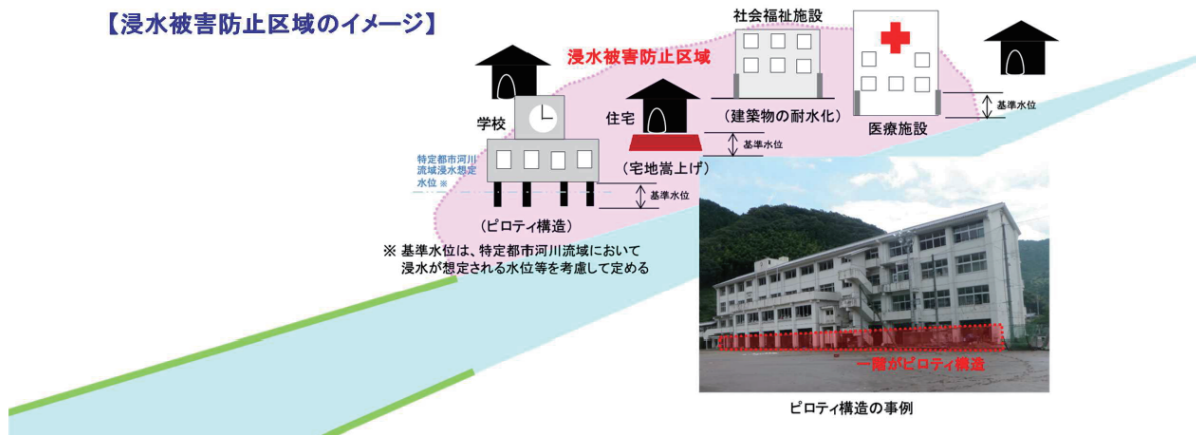 【浸水被害防止区域のイメージ】
社会福祉施設
浸水被害防止区域
学校
住宅
(建築物の耐水化)
基準水位
医療施設
基準水位
特定都市河川
流域浸水想定
水位 ※
(宅地嵩上げ)
基準水位
(ピロティ構造)
※ 基準水位は、特定都市河川流域において
浸水が想定される水位等を考慮して定める
一階がピロティ構造
ピロティ構造の事例